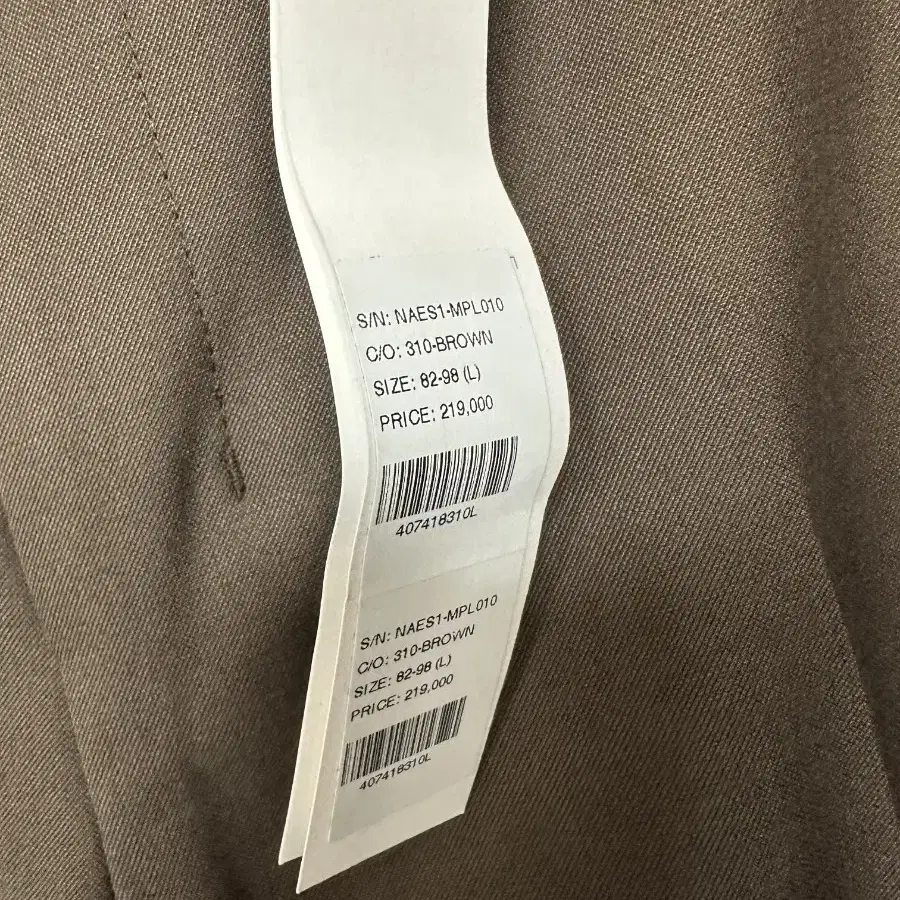 S/N: NAES1-MPL010
C/O: 310-BROWN
SIZE: 82-98 (L)
PRICE: 219,000
407418310L
S/N: NAES1-MPL010
C/O: 310-BROWN
SIZE: 82-98 (L)
PRICE: 219,000
407418310L